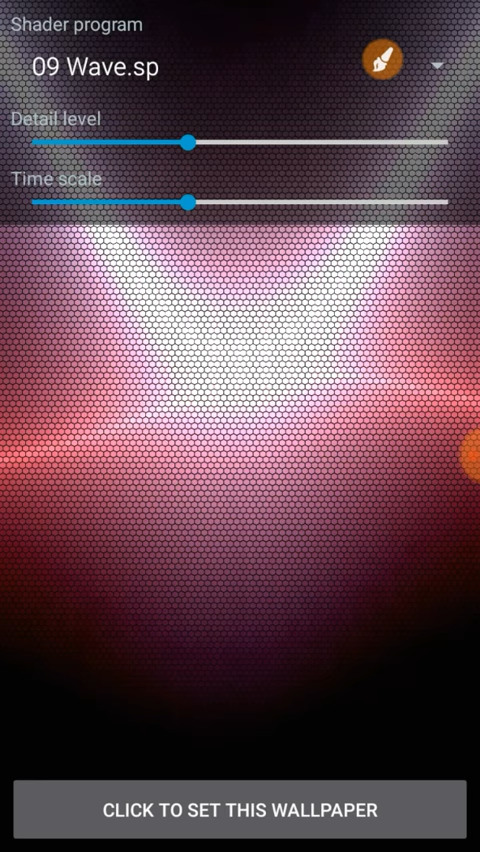 Shader program
09 Wave.sp
Detail level
Time scale
CLICK TO SET THIS WALLPAPER